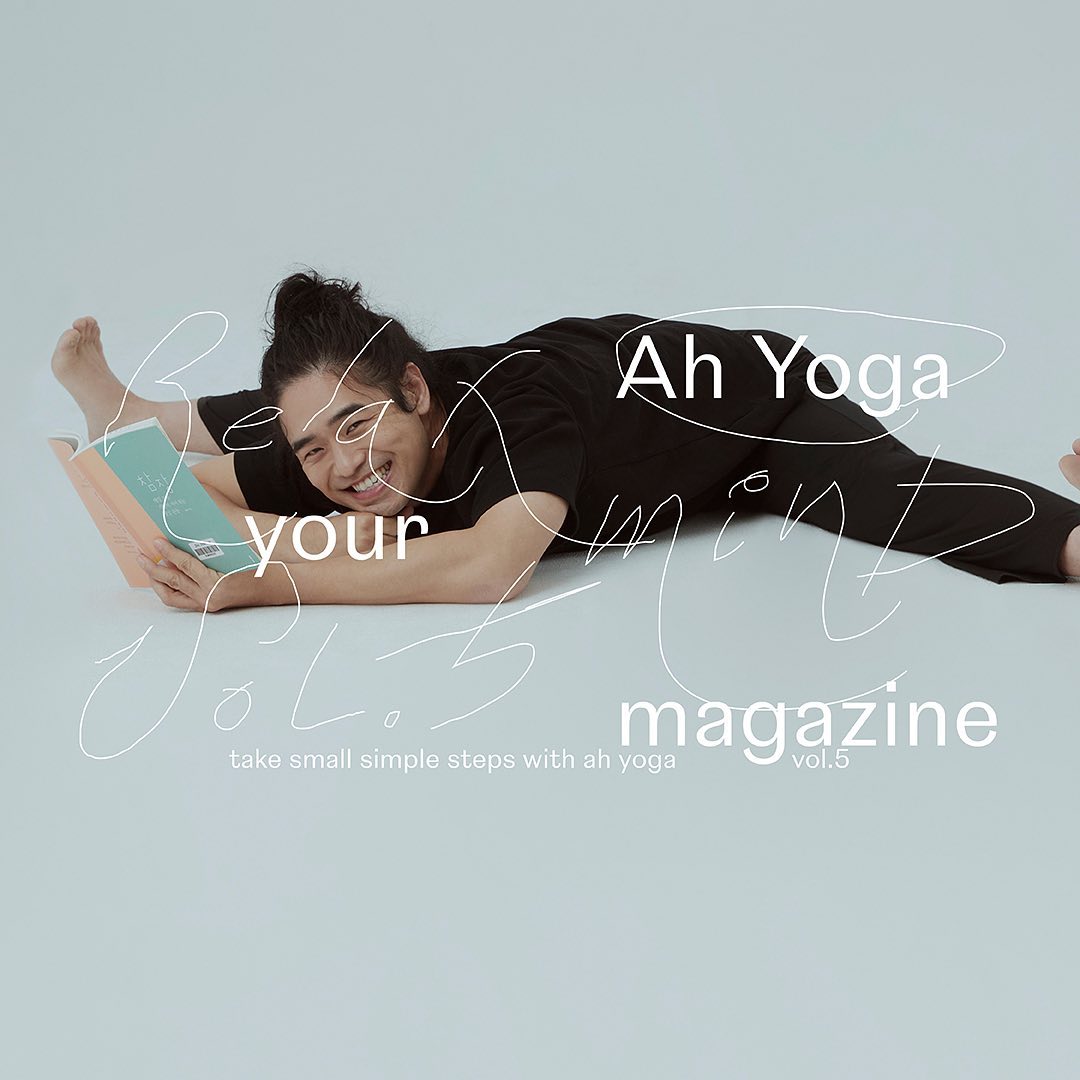 Ah Yoga
Relax
your
mind
vol.5
magazine
take small simple steps with ah yoga
vol.5